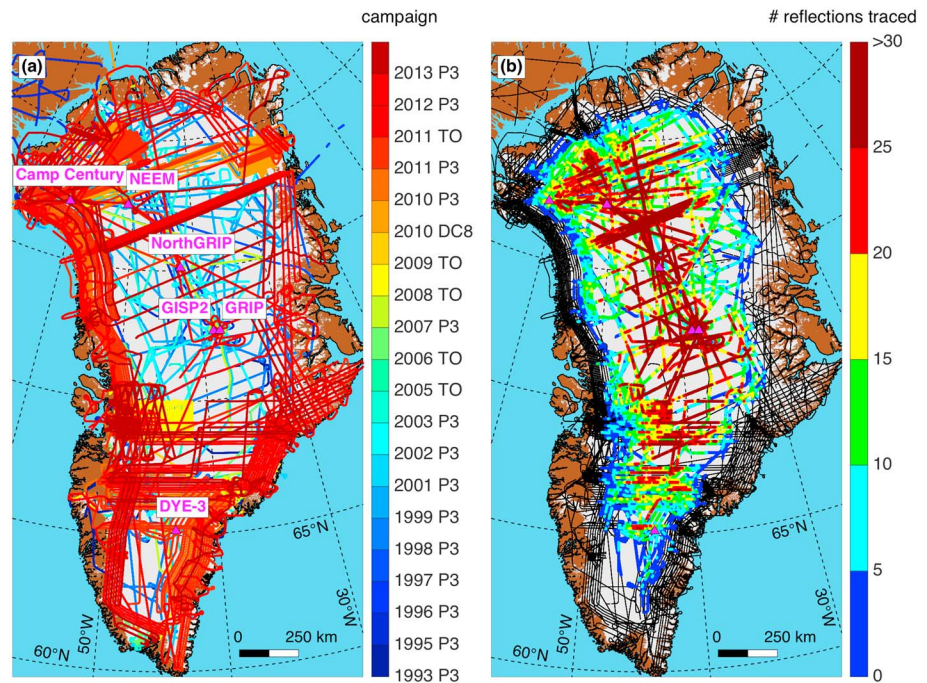 campaign
# reflections traced
(a)
Camp Century
NEEM
NorthGRIP
GISP2
GRIP
DYE-3
65°N
30°W
50°W
60°N
0
250 km
2013 P3
2012 P3
2011 TO
2011 P3
2010 P3
2010 DC8
2009 TO
2008 TO
2007 P3
2006 TO
2005 TO
2003 P3
2002 P3
2001 P3
1999 P3
1998 P3
1997 P3
1996 P3
1995 P3
1993 P3
(b)
65°N
30°W
50°W
60°N
0
250 km
>30
25
20
15
10
5
0